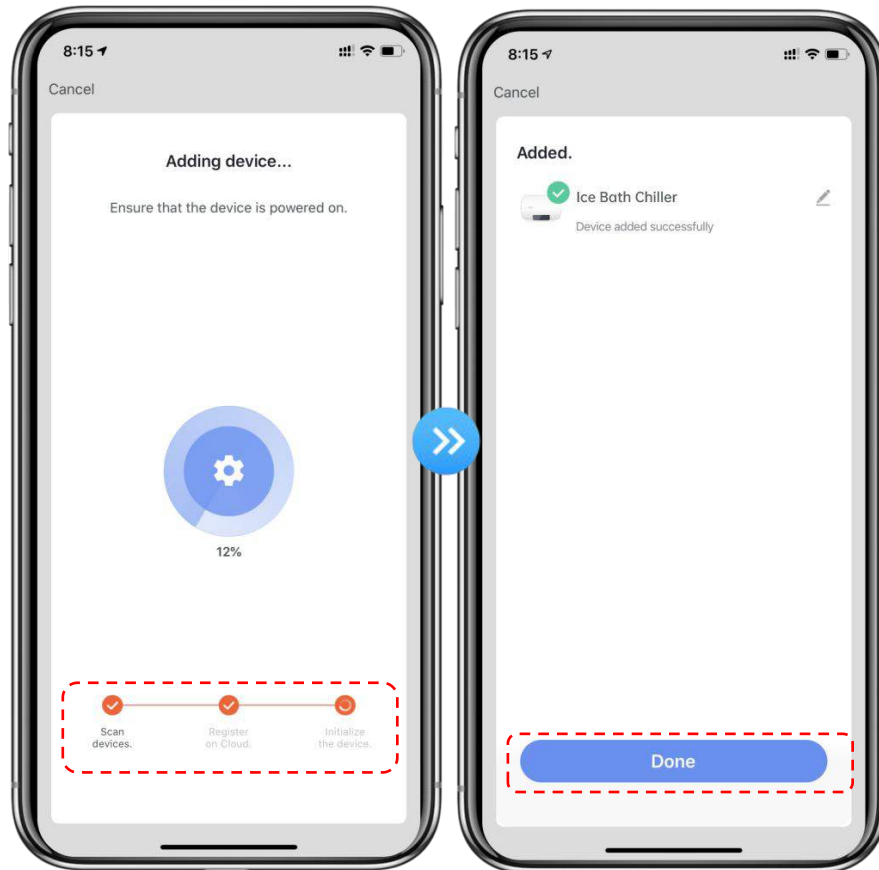 8:15
Cancel
Adding device...
Ensure that the device is powered on.
12%
Scan
devices.
Register
on Cloud.
Initialize
the device.
8:15
Cancel
Added.
Ice Bath Chiller
Device added successfully
Done